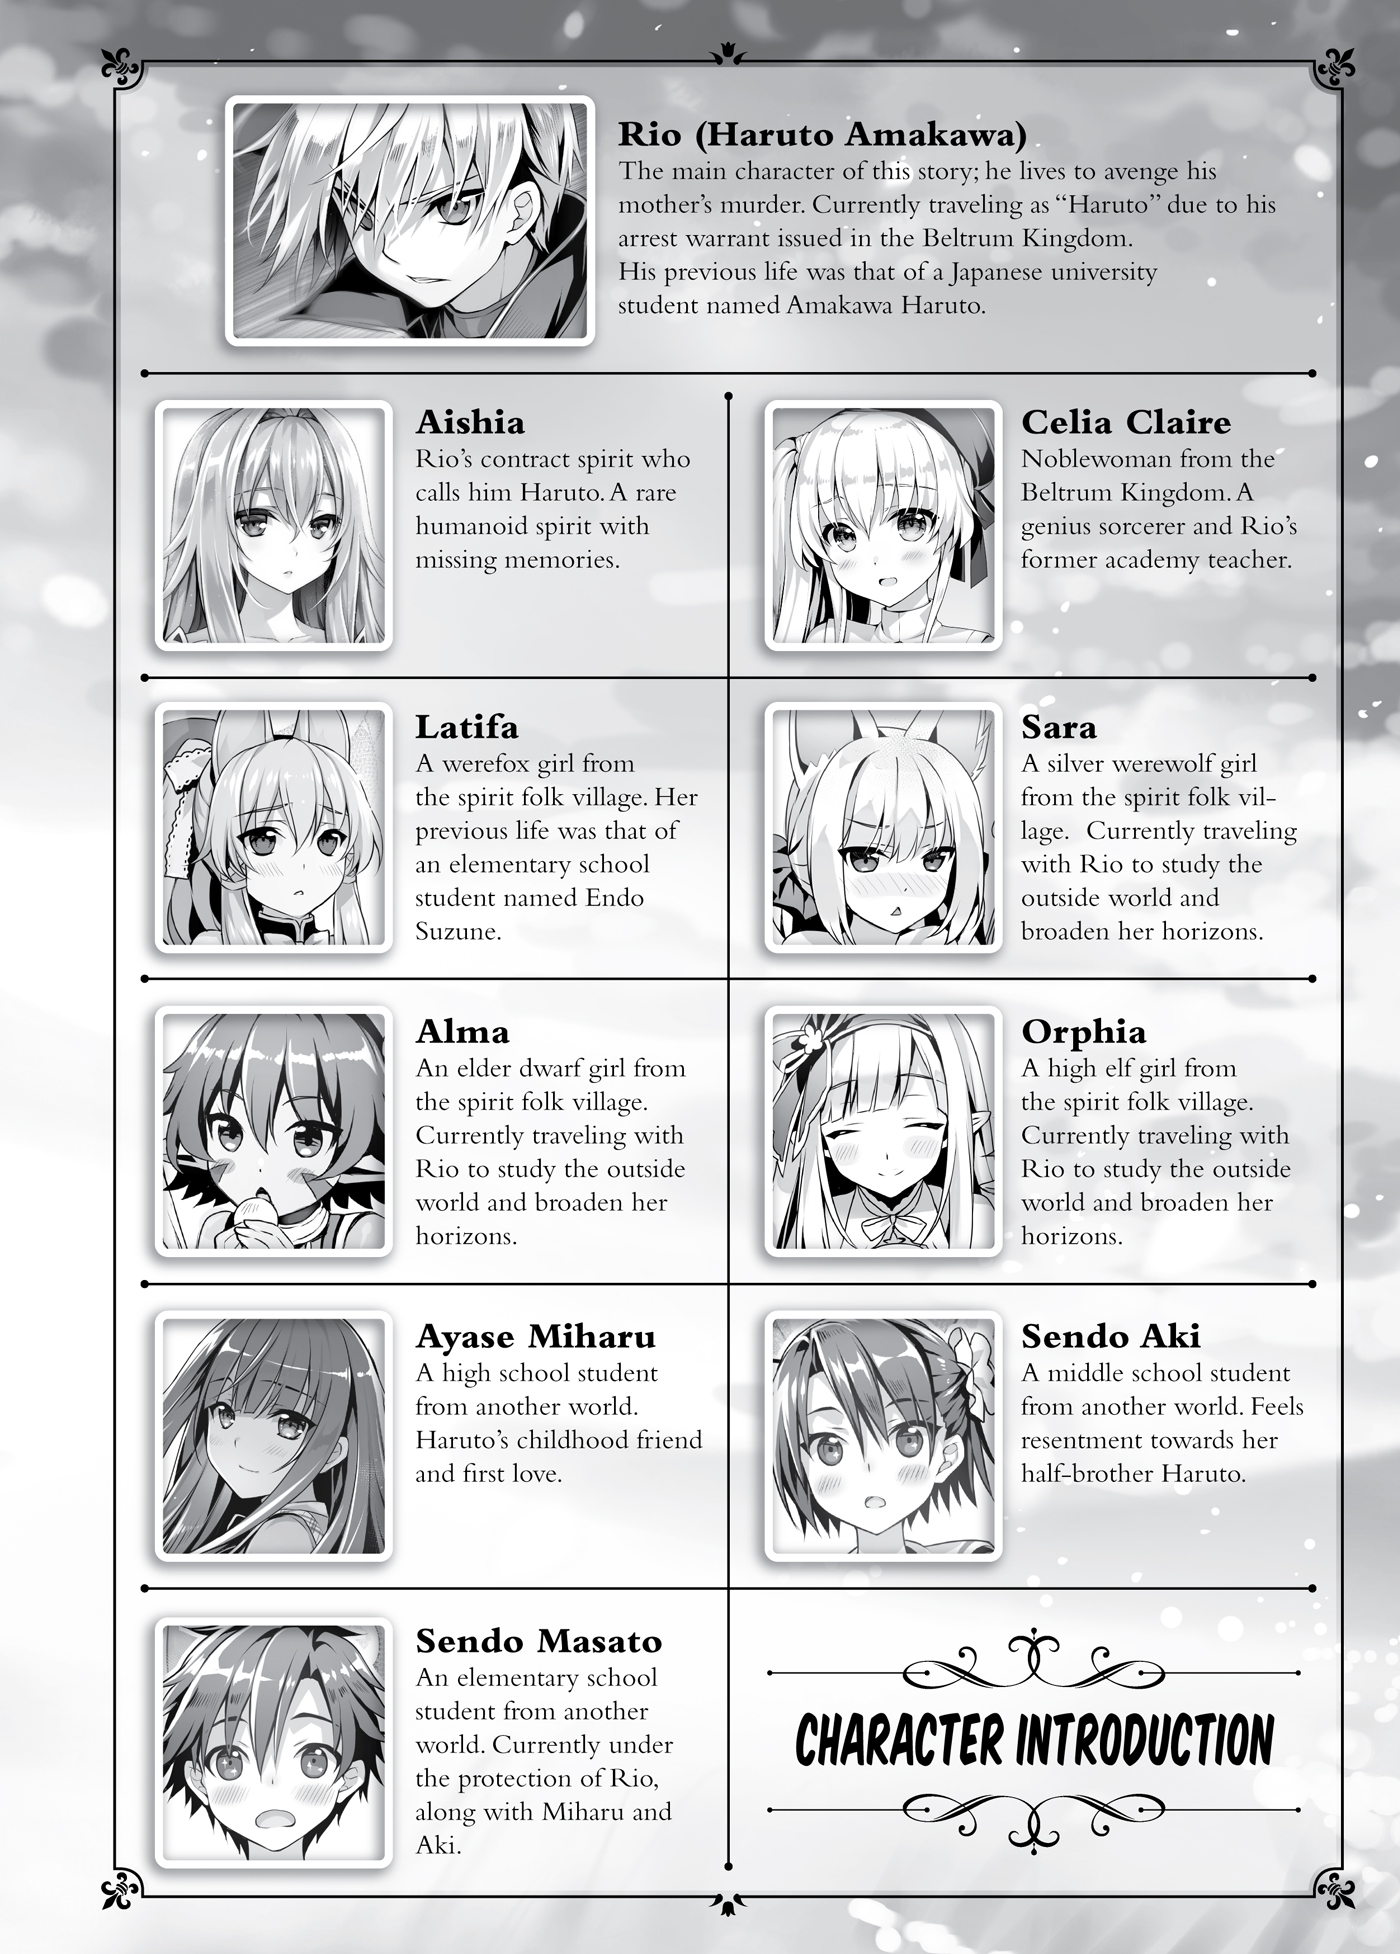 Rio (Haruto Amakawa)
The main character of this story; he lives to avenge his
mother's murder. Currently traveling as “Haruto” due to his
arrest warrant issued in the Beltrum Kingdom.
His previous life was that of a Japanese university
student named Amakawa Haruto.
Aishia
Rio's contract spirit who
calls him Haruto. A rare
humanoid spirit with
missing memories.
Celia Claire
Noblewoman from the
Beltrum Kingdom. A
genius sorcerer and Rio's
former academy teacher.
Latifa
A werefox girl from
the spirit folk village. Her
previous life was that of
an elementary school
student named Endo
Suzune.
Sara
A silver werewolf girl
from the spirit folk vil-
lage.  Currently traveling
with Rio to study the
outside world and
broaden her horizons.
Alma
An elder dwarf girl from
the spirit folk village.
Currently traveling with
Rio to study the outside
world and broaden her
horizons.
Orphia
A high elf girl from
the spirit folk village.
Currently traveling with
Rio to study the outside
world and broaden her
horizons.
Ayase Miharu
A high school student
from another world.
Haruto's childhood friend
and first love.
Sendo Aki
A middle school student
from another world. Feels
resentment towards her
half-brother Haruto.
Sendo Masato
An elementary school
student from another
world. Currently under
the protection of Rio,
along with Miharu and
Aki.
CHARACTER INTRODUCTION